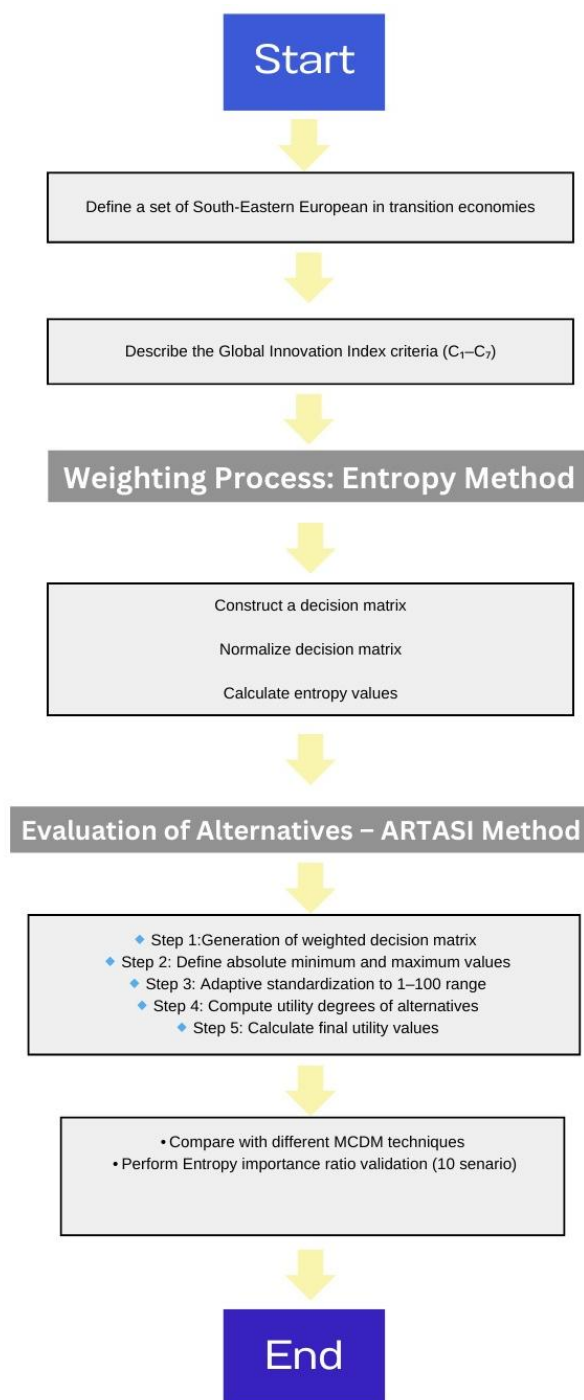 Start
Define a set of South-Eastern European in transition economies
Describe the Global Innovation Index criteria (C₁–C₇)
Weighting Process: Entropy Method
Construct a decision matrix
Normalize decision matrix
Calculate entropy values
Evaluation of Alternatives – ARTASI Method
◆ Step 1:Generation of weighted decision matrix
◆ Step 2: Define absolute minimum and maximum values
◆ Step 3: Adaptive standardization to 1–100 range
◆ Step 4: Compute utility degrees of alternatives
◆ Step 5: Calculate final utility values
• Compare with different MCDM techniques
• Perform Entropy importance ratio validation (10 senario)
End